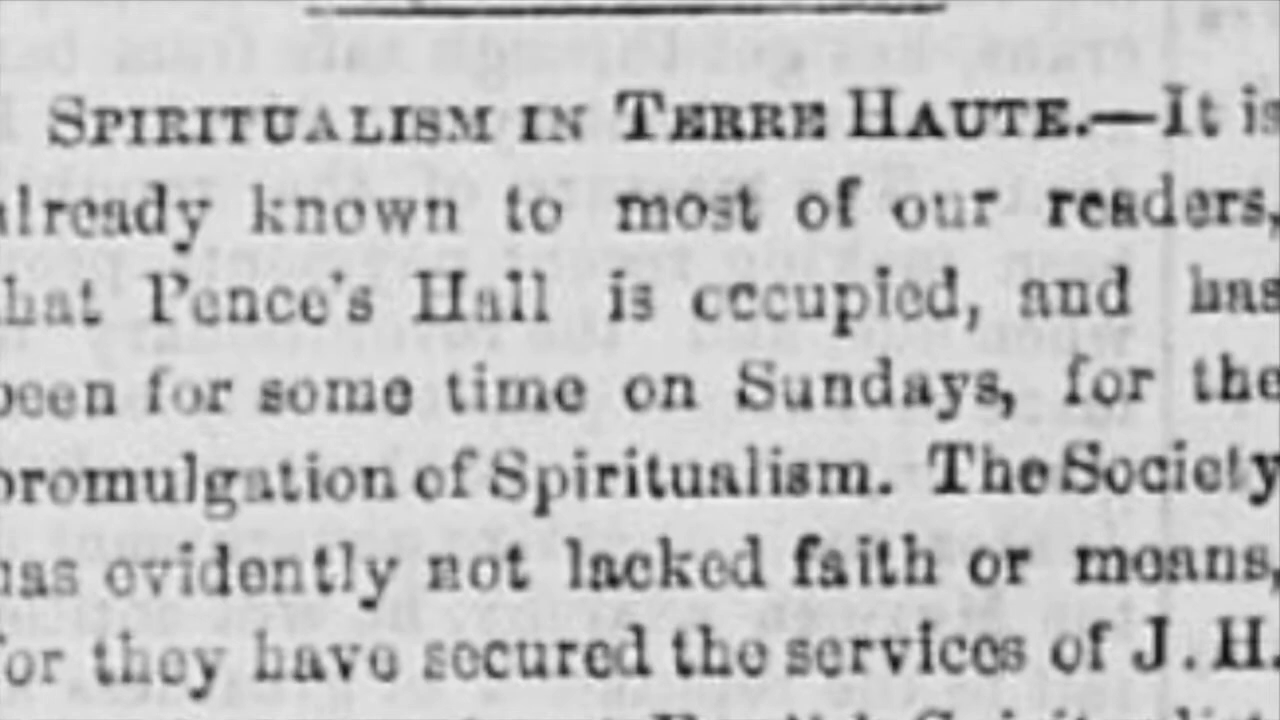 SPIRITUALISM IN TERRE HAUTE.—It is
already known to most of our readers,
that Pence's Hall is occupied, and has
been for some time on Sundays, for the
promulgation of Spiritualism. The Society
has evidently not lacked faith or means,
for they have secured the services of J. H.